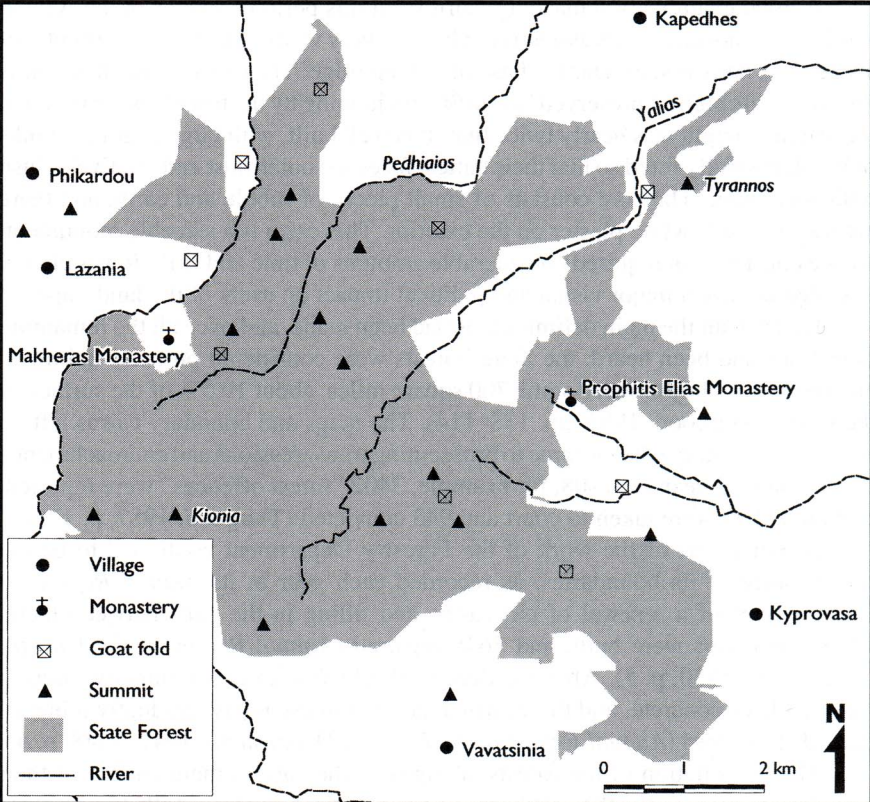 Kapedhes
Yalias
Pedhiaios
Phikardou
Tyrannos
Lazania
Makheras Monastery
Prophitis Elias Monastery
Kionia
Village
Monastery
Goat fold
Summit
State Forest
River
Kyprovasa
Vavatsinia
N
0 2 km